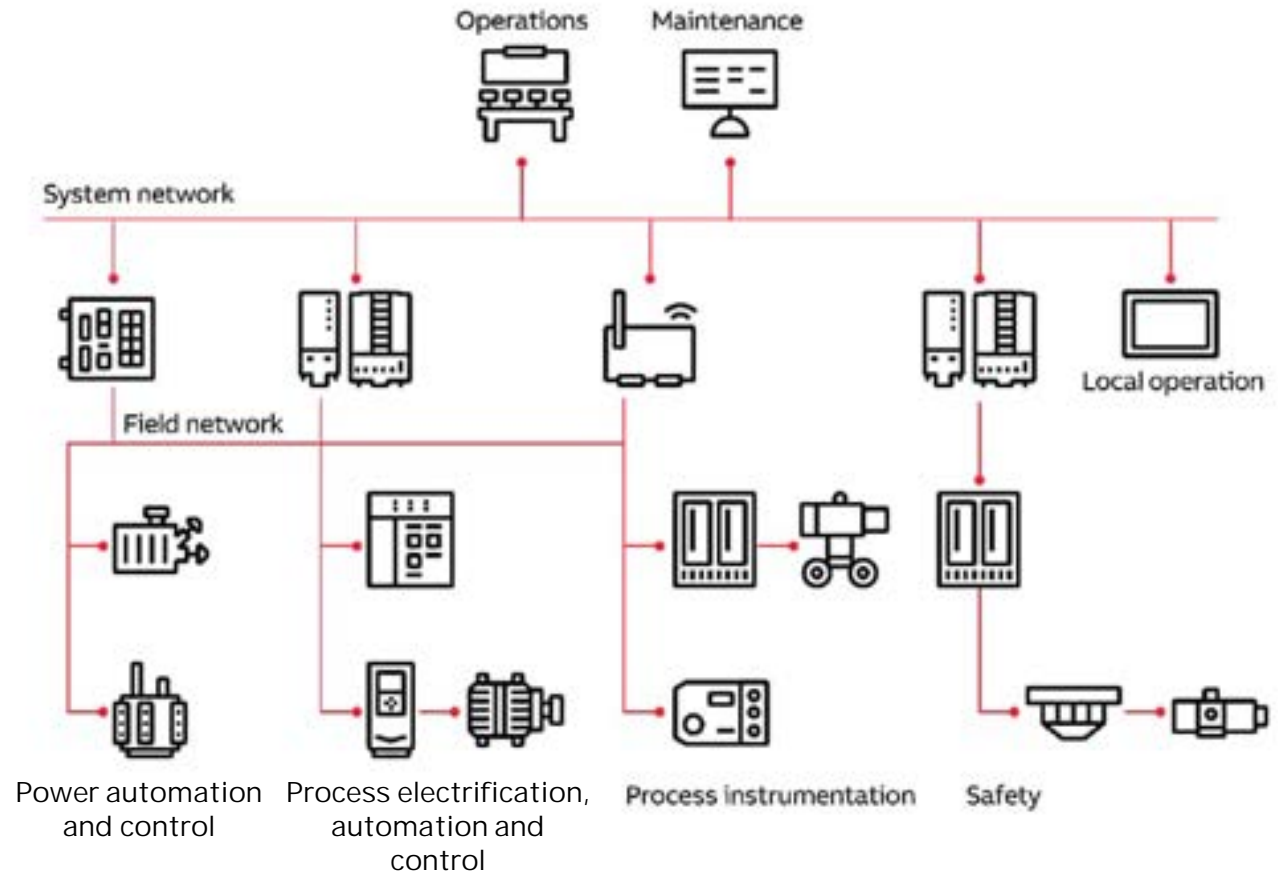 Operations
Maintenance
System network
Local operation
Field network
Power automation
and control
Process electrification,
automation and
control
Process instrumentation
Safety